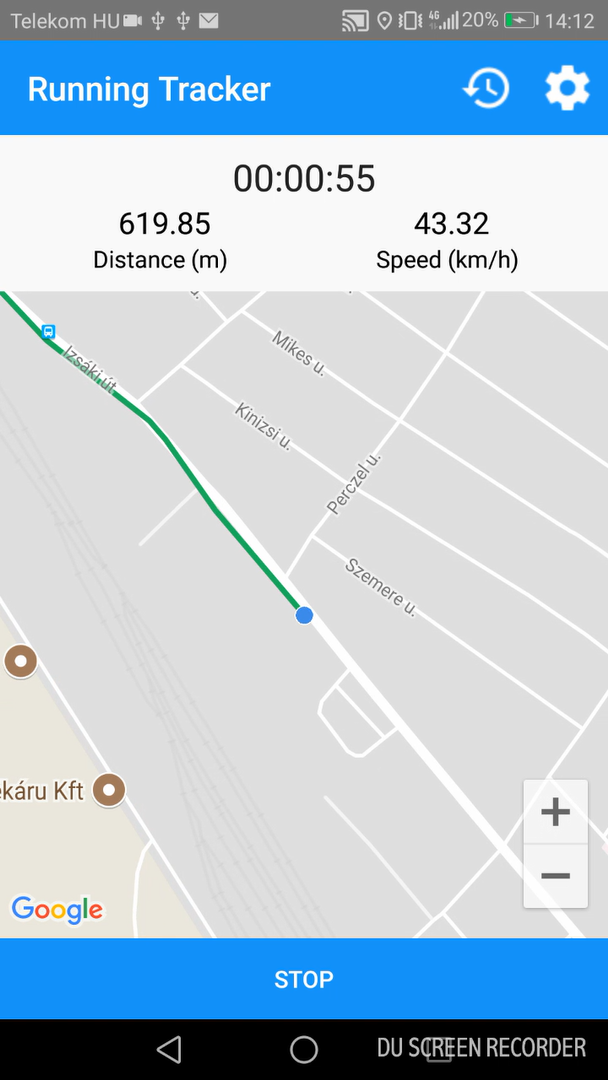 Telekom HU 4G 20% 14:12
Running Tracker
00:00:55
619.85 43.32
Distance (m) Speed (km/h)
Izsáki út
Mikes u.
Kinizsi u.
Perczel u.
Szemere u.
ekáru Kft
Google
+
−
STOP
DU SCREEN RECORDER